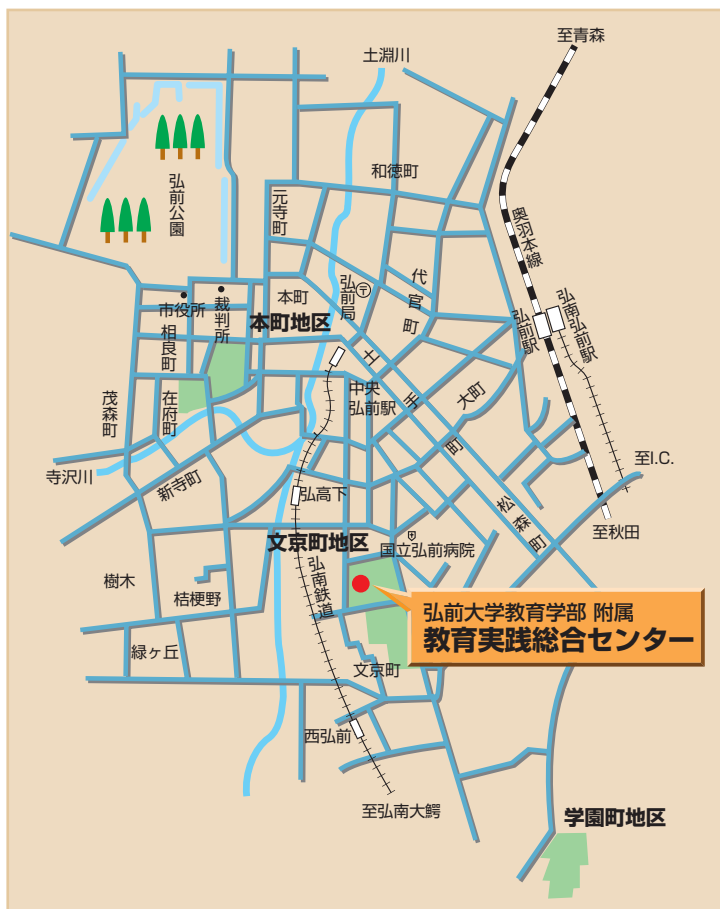 至青森
土淵川
和徳町
弘前公園
元寺町
奥羽本線
代官町
弘前局
〒
本町
裁判所
市役所
本町地区
弘前駅
弘南弘前駅
相良町
土手町
中央
弘前駅
大町
茂森町
在府町
寺沢川
新寺町
弘高下
至I.C.
松森町
至秋田
文京町地区
国立弘前病院
弘南鉄道
樹木
桔梗野
弘前大学教育学部 附属
教育実践総合センター
緑ヶ丘
文京町
西弘前
至弘南大鰐
学園町地区